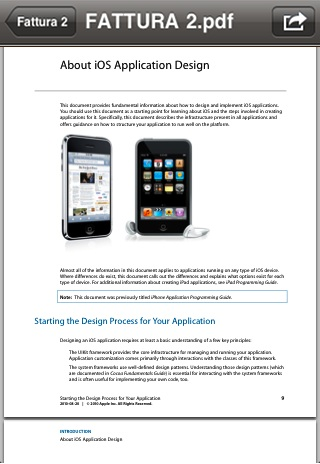 Fattura 2
FATTURA 2.pdf
About iOS Application Design
This document provides fundamental information about how to design and implement iOS applications.
You should use this document as a starting point for learning about iOS and the steps involved in creating
applications for it. Specifically, this document describes the infrastructure present in all applications and
offers guidance on how to structure your application to run well on the platform.
Almost all of the information in this document applies to applications running on any type of iOS device.
Where differences do exist, this document calls out the differences and explains what options exist for each
type of device. For additional information about creating iPad applications, see iPad Programming Guide.
Note: This document was previously titled iPhone Application Programming Guide.
Starting the Design Process for Your Application
Designing an iOS application requires at least a basic understanding of a few key principles:
The UIKit framework provides the core infrastructure for managing and running your application.
Application customization comes primarily through interactions with the classes of this framework.
The system frameworks use well-defined design patterns. Understanding those design patterns (which
are documented in Cocoa Fundamentals Guide) is essential for interacting with the system frameworks
and is often useful for implementing your own code, too.
Starting the Design Process for Your Application 9
2010-08-20 | © 2010 Apple Inc. All Rights Reserved.
INTRODUCTION
About iOS Application Design